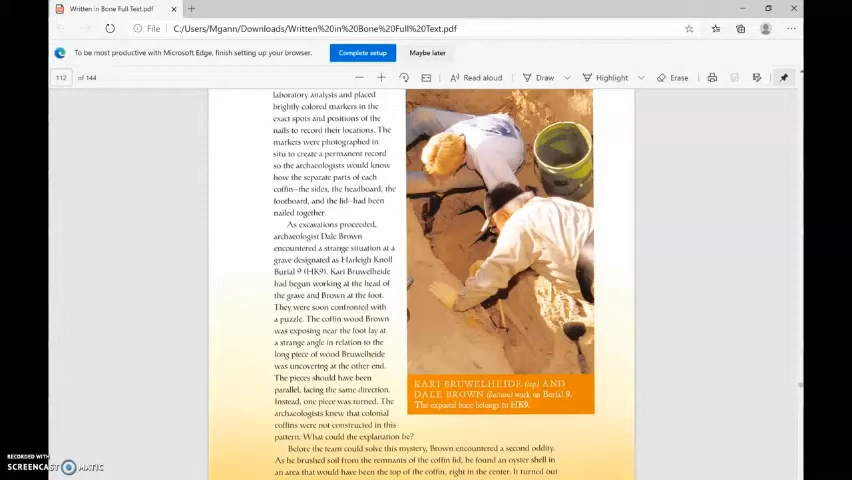 Written in Bone Full Text.pdf
File
C:/Users/Mgann/Downloads/Written%20in%20Bone%20Full%20Text.pdf
To be most productive with Microsoft Edge, finish setting up your browser.
Complete setup
Maybe later
112 of 144
Read aloud
Draw
Highlight
Erase
laboratory analysis and placed
brightly colored markers in the
exact spots and positions of the
nails to record their locations. The
markers were photographed in
situ to create a permanent record
so the archaeologists would know
how the separate parts of each
coffin—the sides, the headboard, the
footboard, and the lid—had been
nailed together.
As excavations proceeded,
archaeologist Dale Brown
encountered a strange situation at a
grave designated as Harleigh Knoll
Burial 9 (HK9). Kari Bruwelheide
had begun working at the head of
the grave and Brown at the foot.
They were soon confronted with
a puzzle. The coffin wood Brown
was exposing near the foot lay at
a strange angle in relation to the
long piece of wood Bruwelheide
was uncovering at the other end.
The pieces should have been
parallel, facing the same direction.
Instead, one piece was turned. The
archaeologists knew that colonial
coffins were not constructed in this
pattern. What could the explanation be?
Before the team could solve this mystery, Brown encountered a second oddity.
As he brushed soil from the remnants of the coffin lid, he found an oyster shell in
an area that would have been the top of the coffin, right in the center. It turned out
KARI BRUWELHEIDE (top) AND
DALE BROWN (bottom) work on Burial 9.
The exposed bone belongs to HK9.
RECORDED WITH
SCREENCAST MATIC